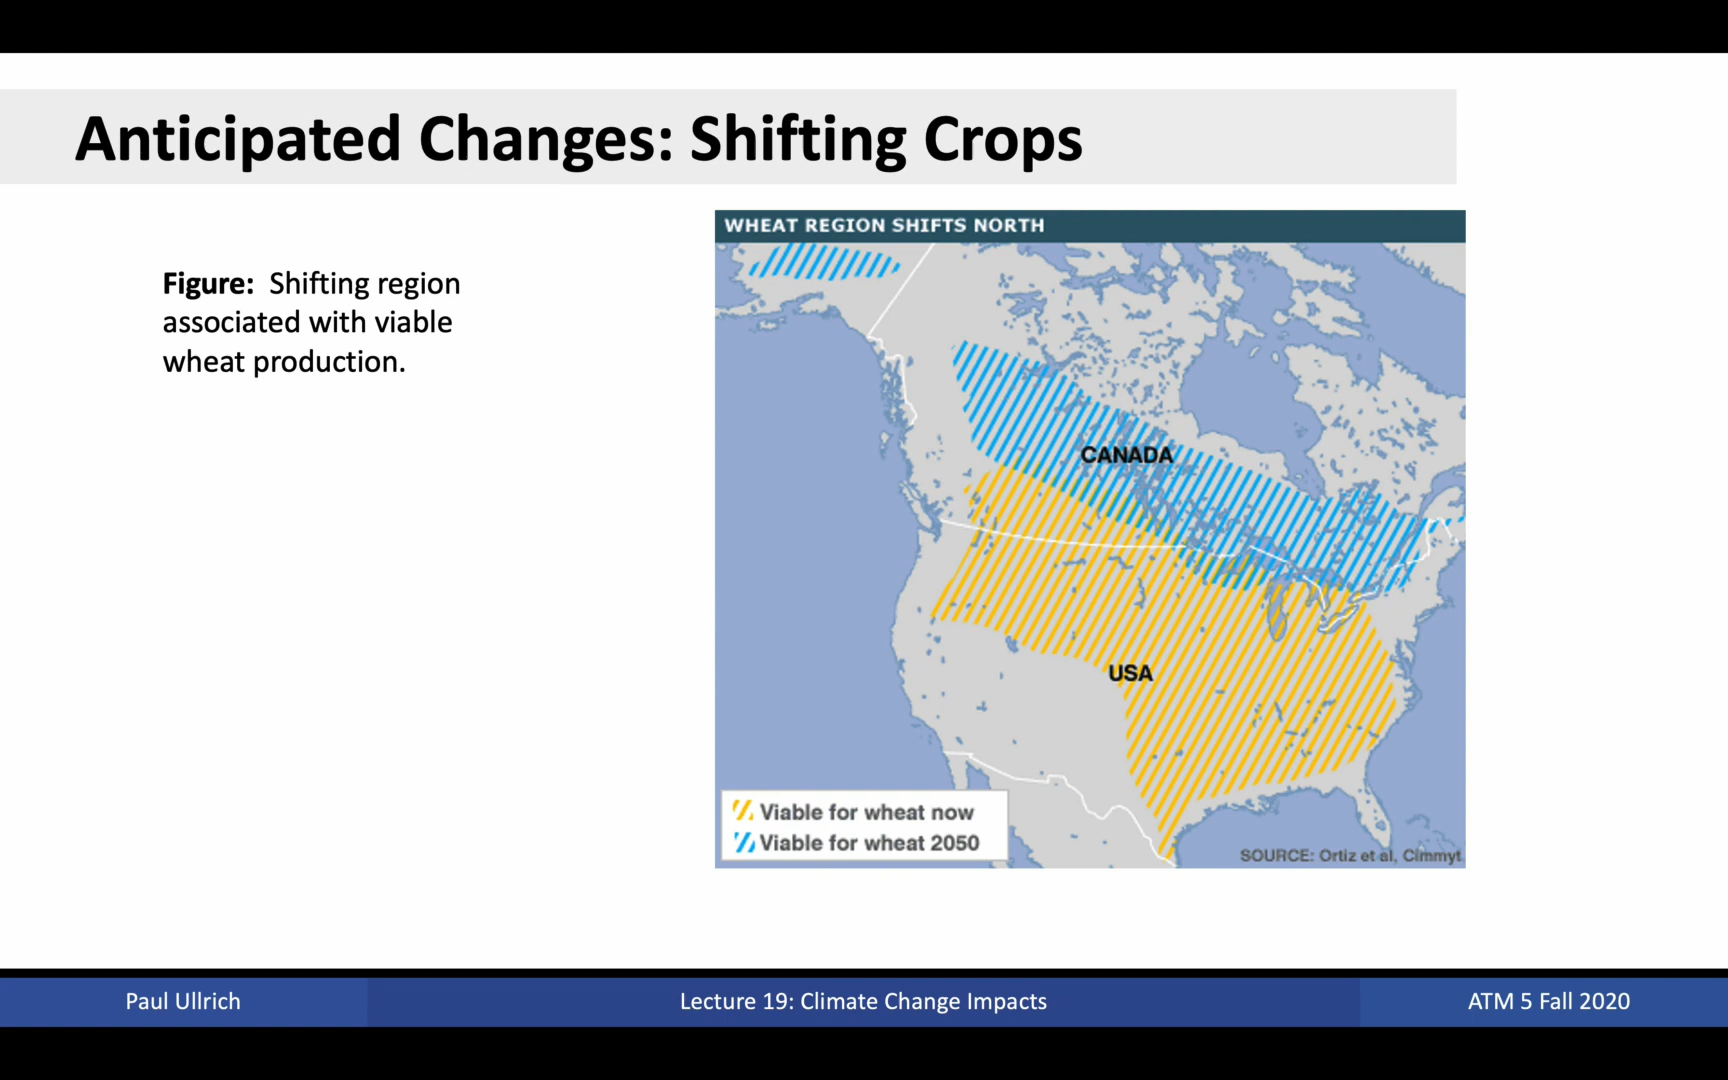 Anticipated Changes: Shifting Crops
Figure: Shifting region
associated with viable
wheat production.
WHEAT REGION SHIFTS NORTH
CANADA
USA
Viable for wheat now
Viable for wheat 2050
SOURCE: Ortiz et al, Cimmyt
Paul Ullrich
Lecture 19: Climate Change Impacts
ATM 5 Fall 2020